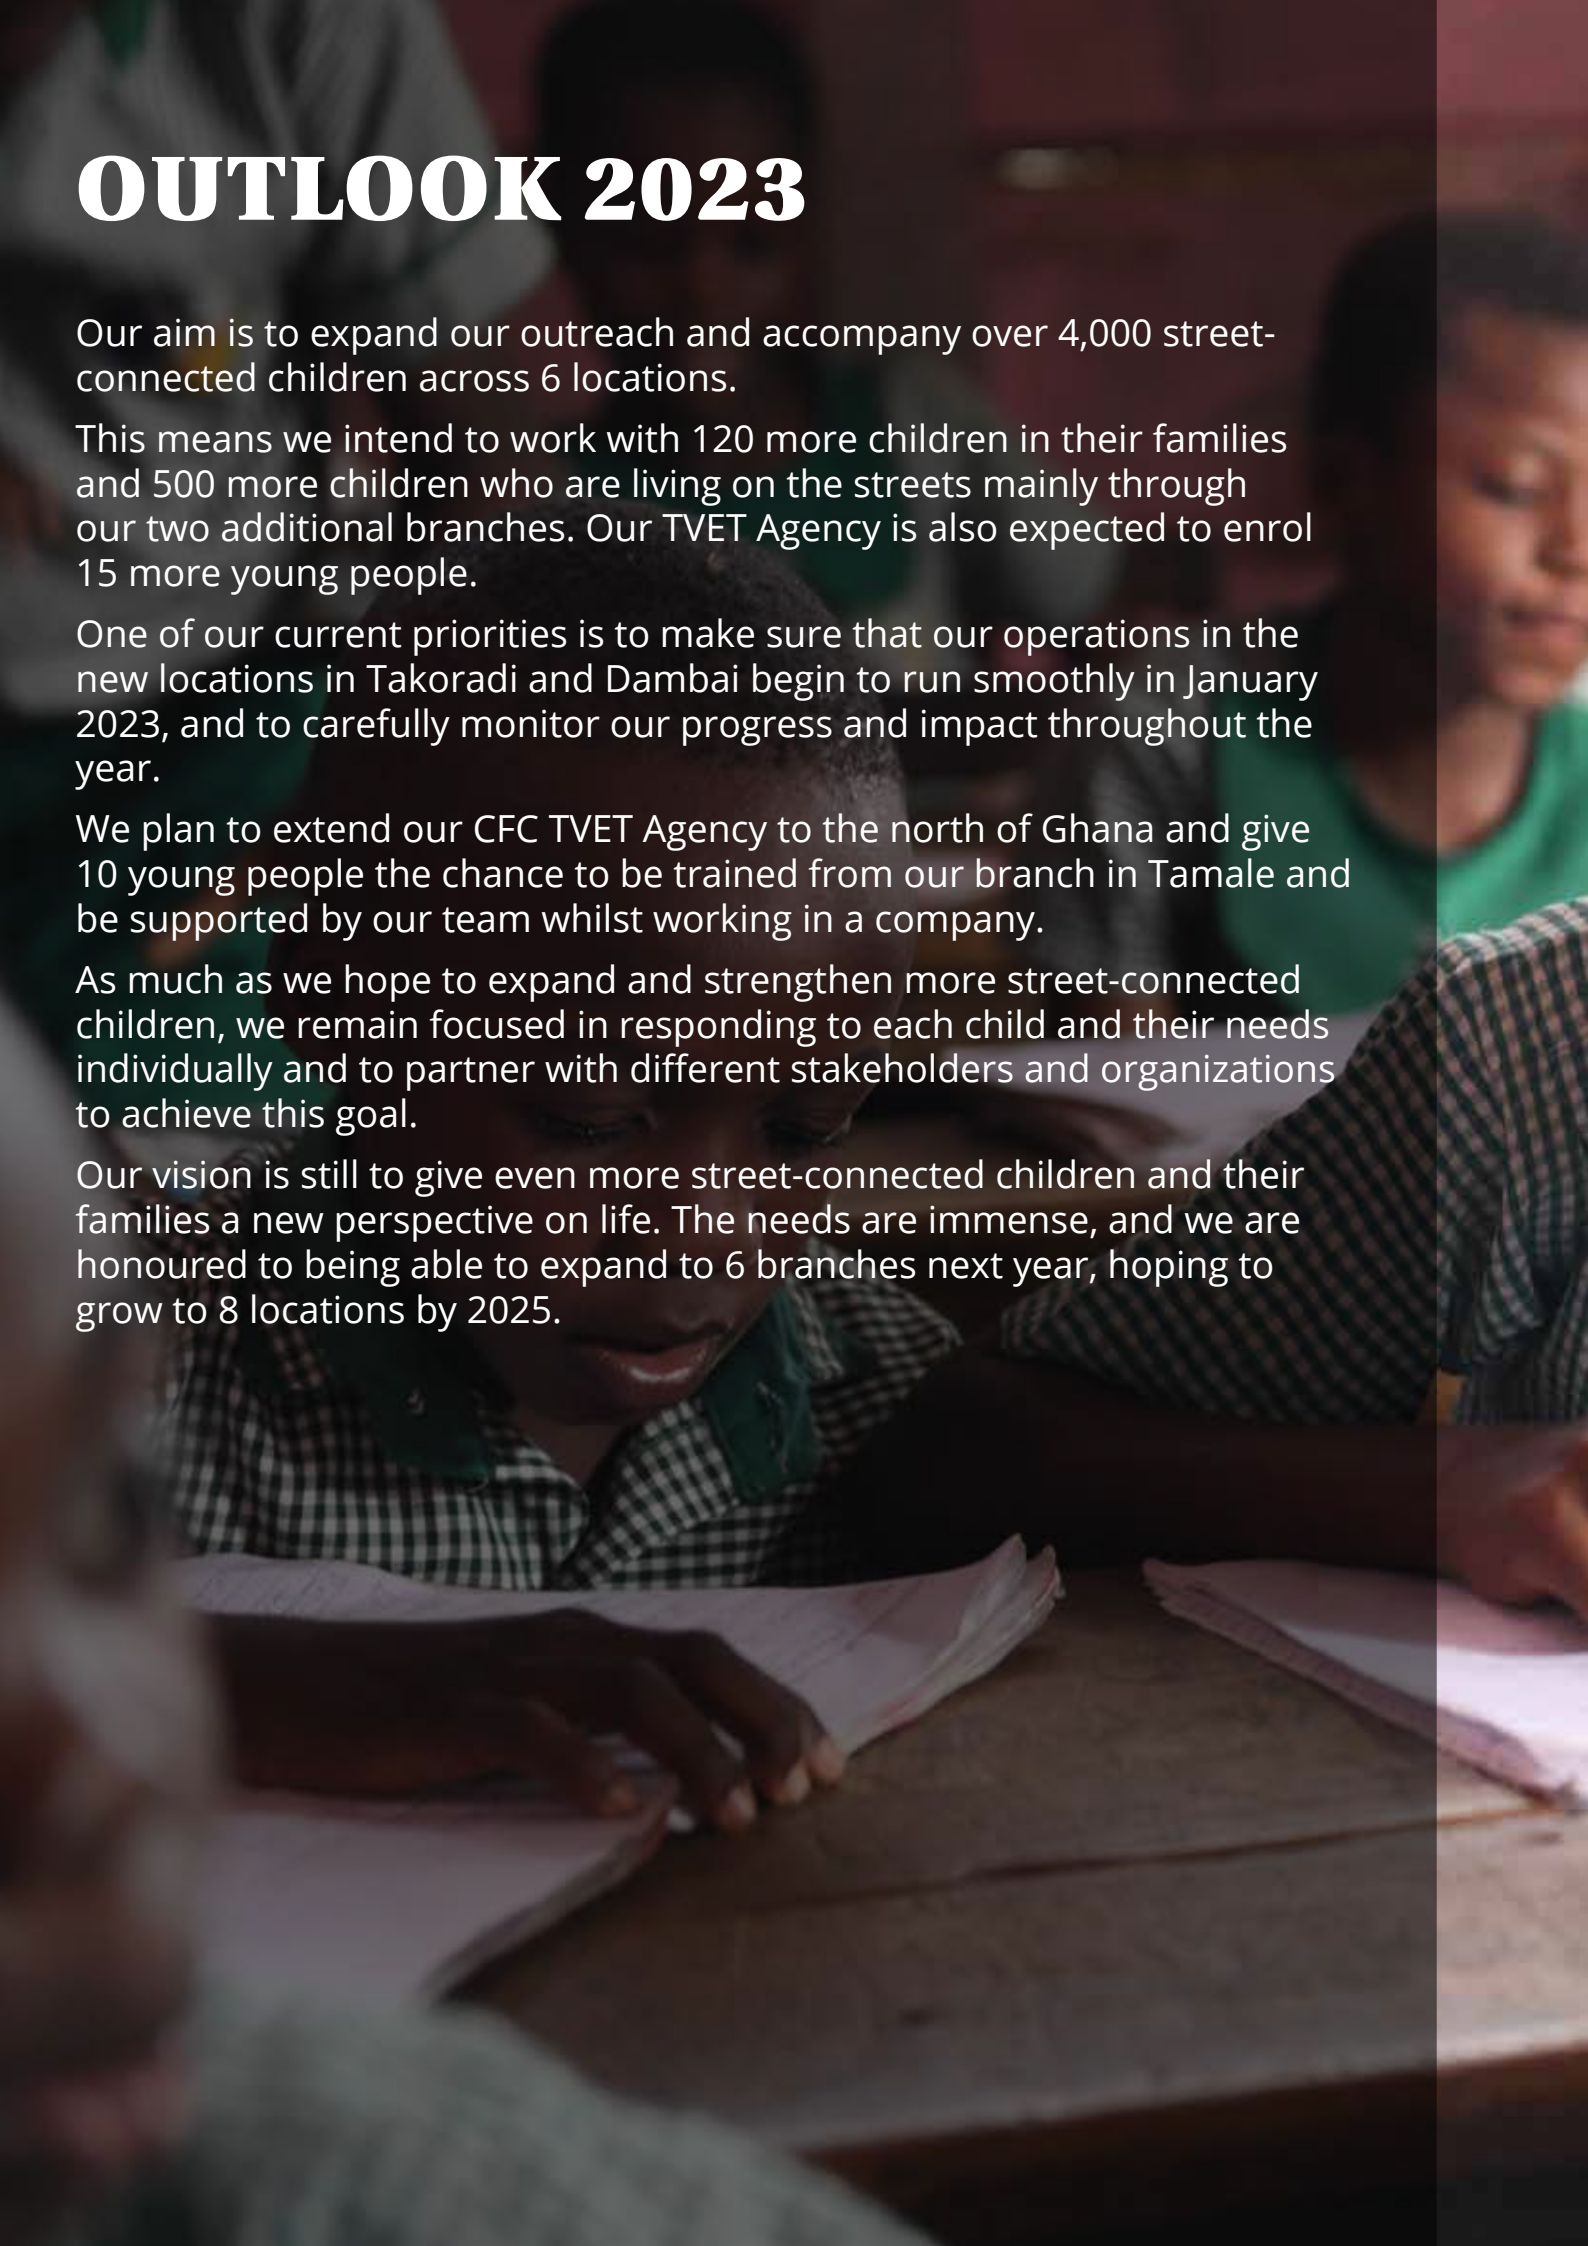 OUTLOOK 2023
Our aim is to expand our outreach and accompany over 4,000 street-
connected children across 6 locations.
This means we intend to work with 120 more children in their families
and 500 more children who are living on the streets mainly through
our two additional branches. Our TVET Agency is also expected to enrol
15 more young people.
One of our current priorities is to make sure that our operations in the
new locations in Takoradi and Dambai begin to run smoothly in January
2023, and to carefully monitor our progress and impact throughout the
year.
We plan to extend our CFC TVET Agency to the north of Ghana and give
10 young people the chance to be trained from our branch in Tamale and
be supported by our team whilst working in a company.
As much as we hope to expand and strengthen more street-connected
children, we remain focused in responding to each child and their needs
individually and to partner with different stakeholders and organizations
to achieve this goal.
Our vision is still to give even more street-connected children and their
families a new perspective on life. The needs are immense, and we are
honoured to being able to expand to 6 branches next year, hoping to
grow to 8 locations by 2025.